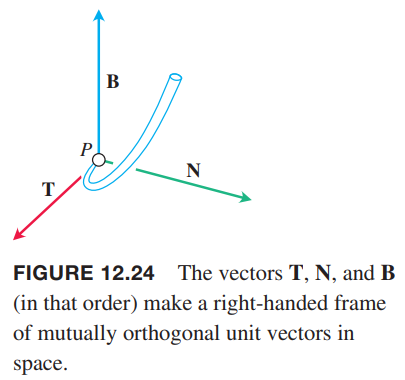 B
P
N
T
FIGURE 12.24 The vectors T, N, and B
(in that order) make a right-handed frame
of mutually orthogonal unit vectors in
space.